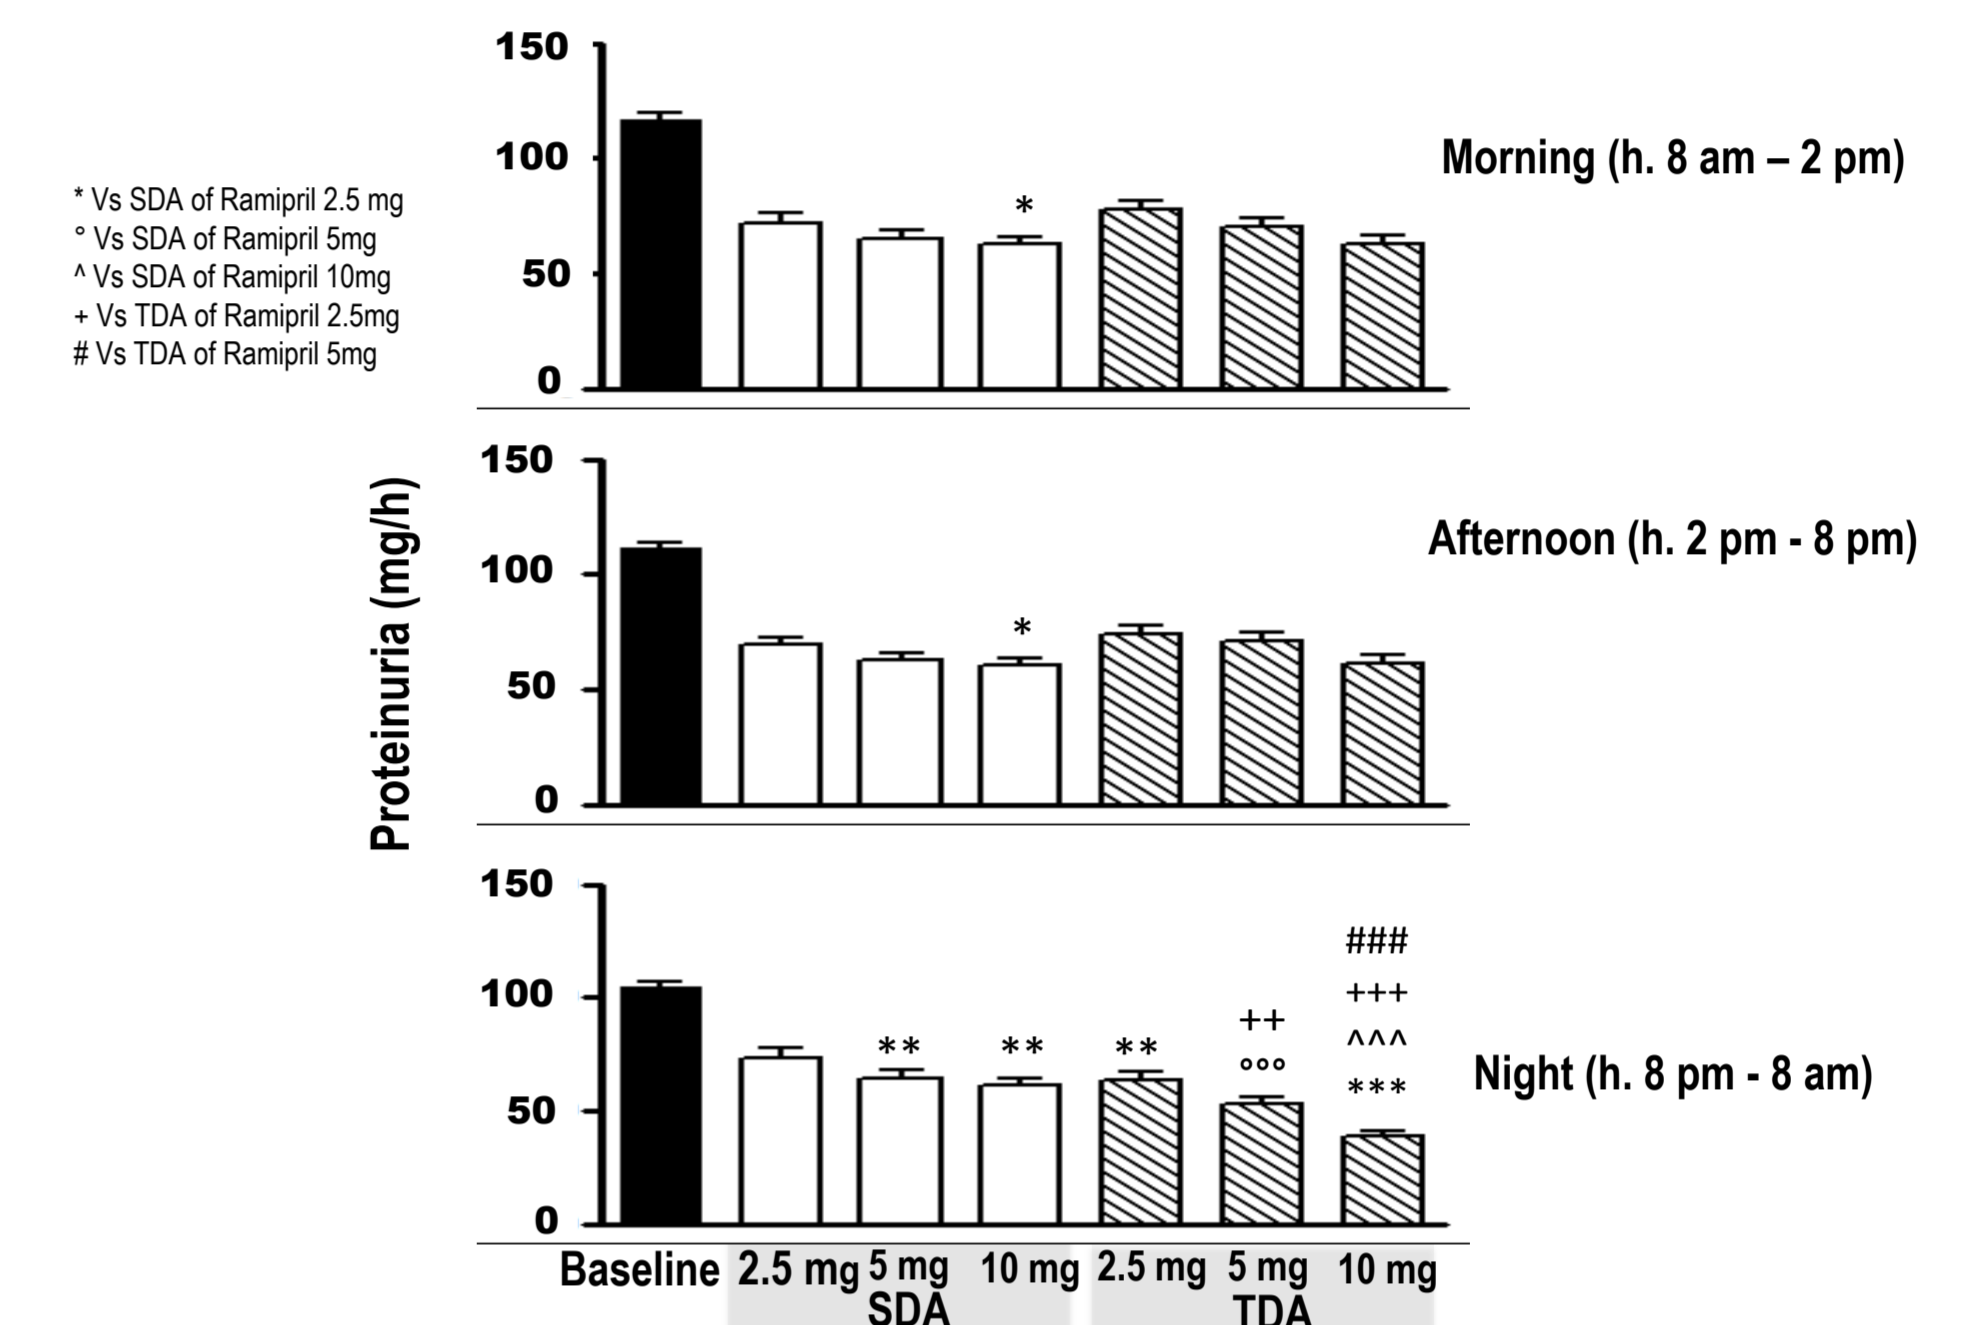 150
100
50
0
*
Morning (h. 8 am – 2 pm)
* Vs SDA of Ramipril 2.5 mg
° Vs SDA of Ramipril 5mg
^ Vs SDA of Ramipril 10mg
+ Vs TDA of Ramipril 2.5mg
# Vs TDA of Ramipril 5mg
Proteinuria (mg/h)
150
100
50
0
*
Afternoon (h. 2 pm - 8 pm)
150
100
50
0
**
**
**
++
°°°
###
+++
^^^
***
Night (h. 8 pm - 8 am)
Baseline 2.5 mg 5 mg 10 mg 2.5 mg 5 mg 10 mg
SDA TDA